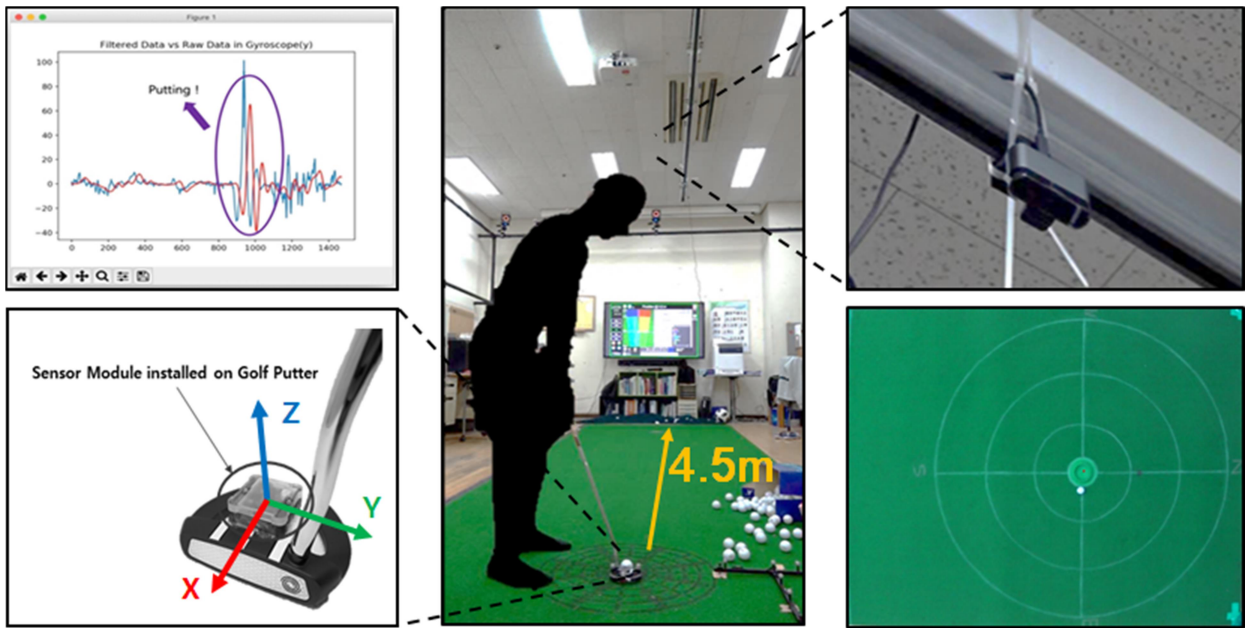 Figure 1
Filtered Data vs Raw Data in Gyroscope(y)
Putting !
100
80
60
40
20
0
−20
−40
0 200 400 600 800 1000 1200 1400
Sensor Module installed on Golf Putter
Z
Y
X
4.5m
S
N